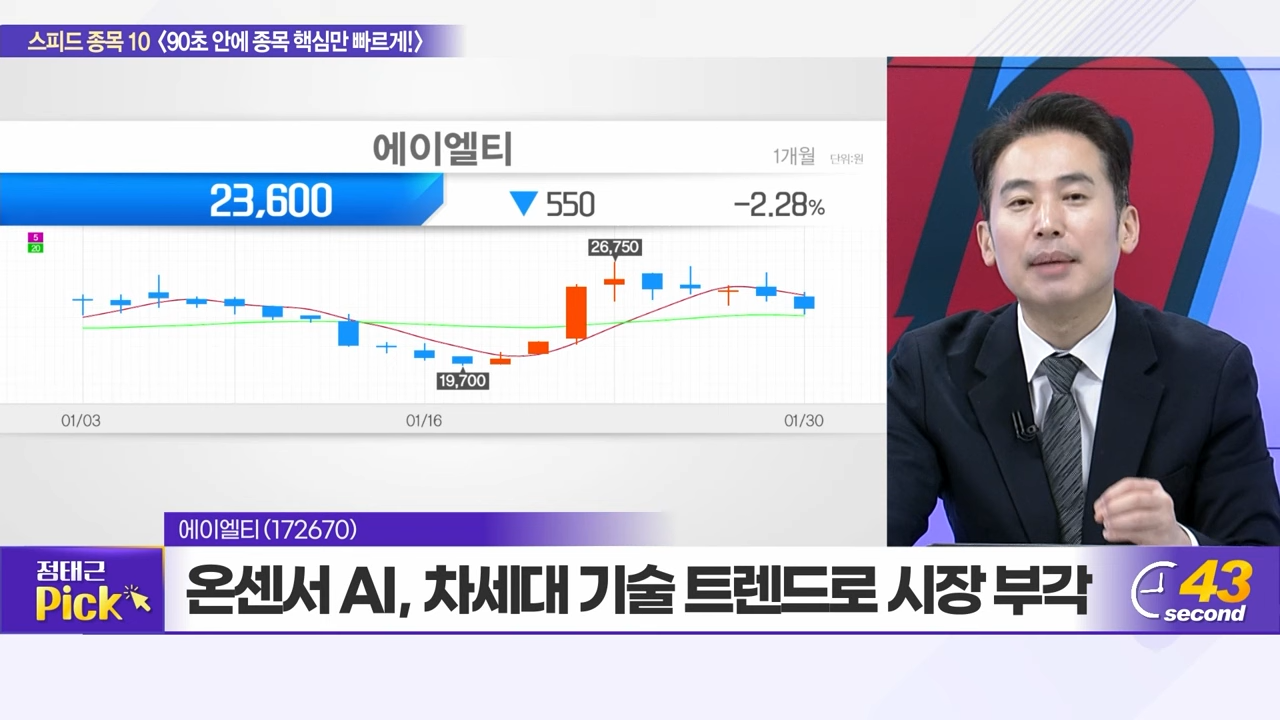 스피드 종목 10 〈90초 안에 종목 핵심만 빠르게!〉
에이엘티
1개월 단위:원
23,600 ▼ 550 -2.28%
5
20
26,750
19,700
01/03 01/16 01/30
에이엘티(172670)
정태근
Pick
온센서 AI, 차세대 기술 트렌드로 시장 부각
43
second